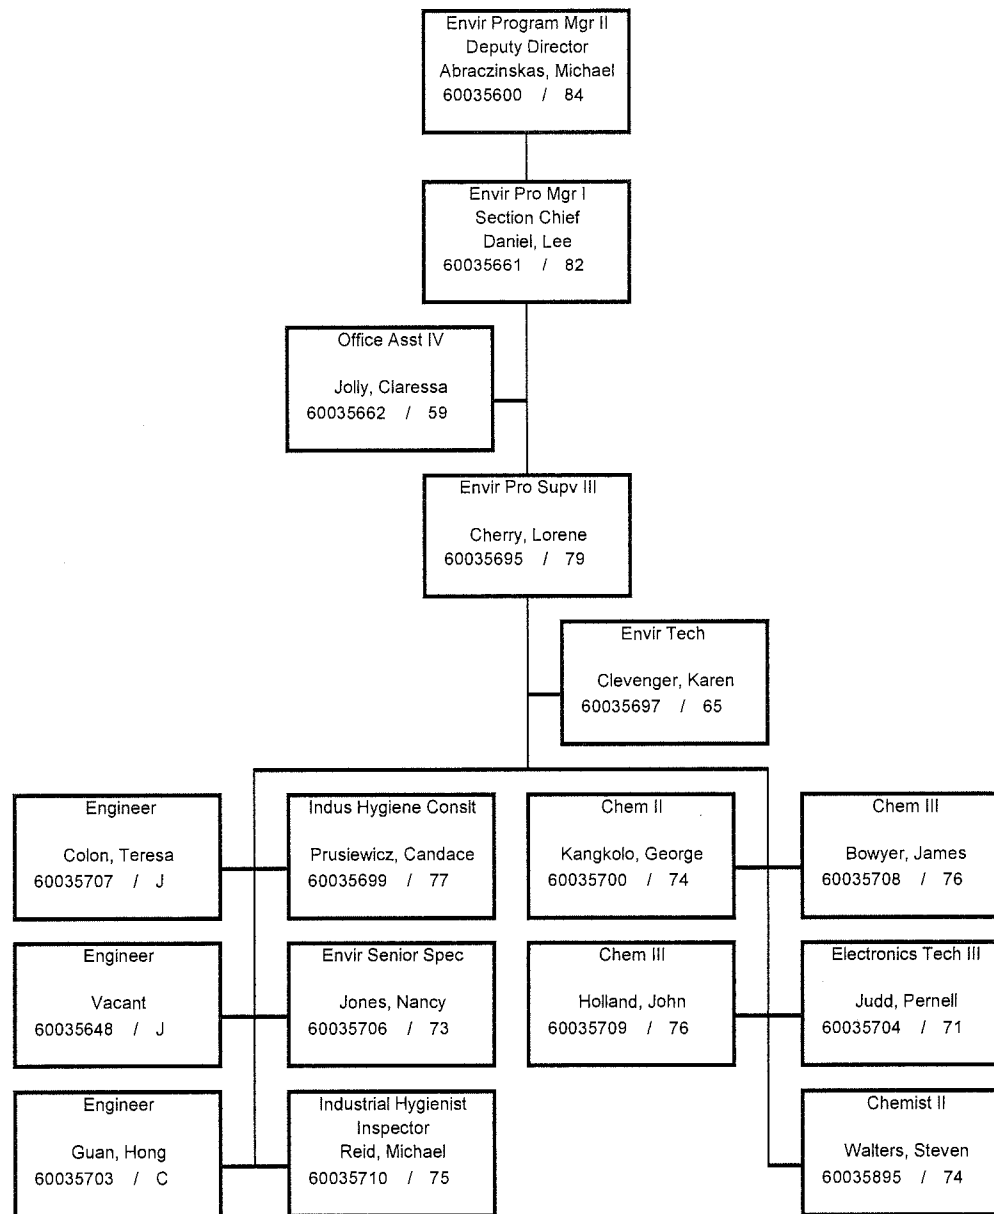 Envir Program Mgr II
Deputy Director
Abraczinskas, Michael
60035600 / 84
Envir Pro Mgr I
Section Chief
Daniel, Lee
60035661 / 82
Office Asst IV
Jolly, Claressa
60035662 / 59
Envir Pro Supv III
Cherry, Lorene
60035695 / 79
Envir Tech
Clevenger, Karen
60035697 / 65
Engineer
Colon, Teresa
60035707 / J
Indus Hygiene Conslt
Prusiewicz, Candace
60035699 / 77
Chem II
Kangkolo, George
60035700 / 74
Chem III
Bowyer, James
60035708 / 76
Engineer
Vacant
60035648 / J
Envir Senior Spec
Jones, Nancy
60035706 / 73
Chem III
Holland, John
60035709 / 76
Electronics Tech III
Judd, Pernell
60035704 / 71
Engineer
Guan, Hong
60035703 / C
Industrial Hygienist
Inspector
Reid, Michael
60035710 / 75
Chemist II
Walters, Steven
60035895 / 74